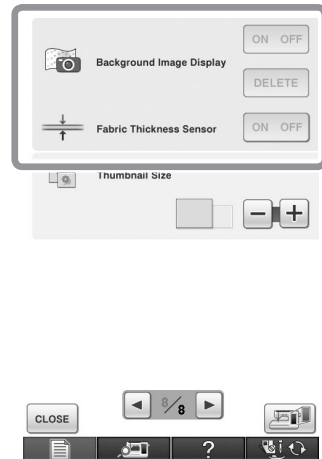 ON OFF
Background Image Display
DELETE
Fabric Thickness Sensor ON OFF
Thumbnail Size
- +
8/8
CLOSE
?